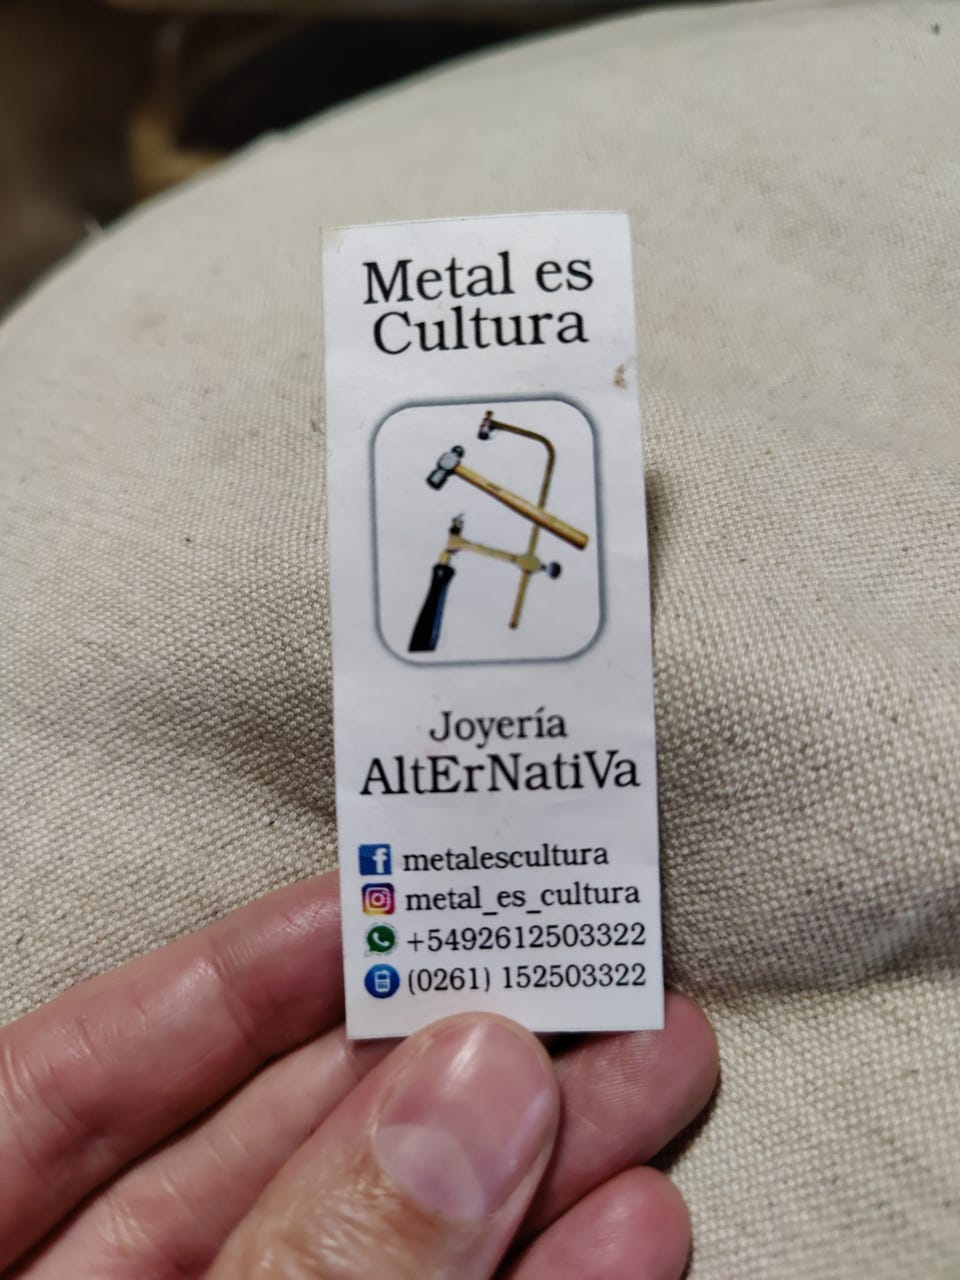 Metal es
Cultura
Joyería
AltErNatiVa
metalescultura
metal_es_cultura
+5492612503322
(0261) 152503322